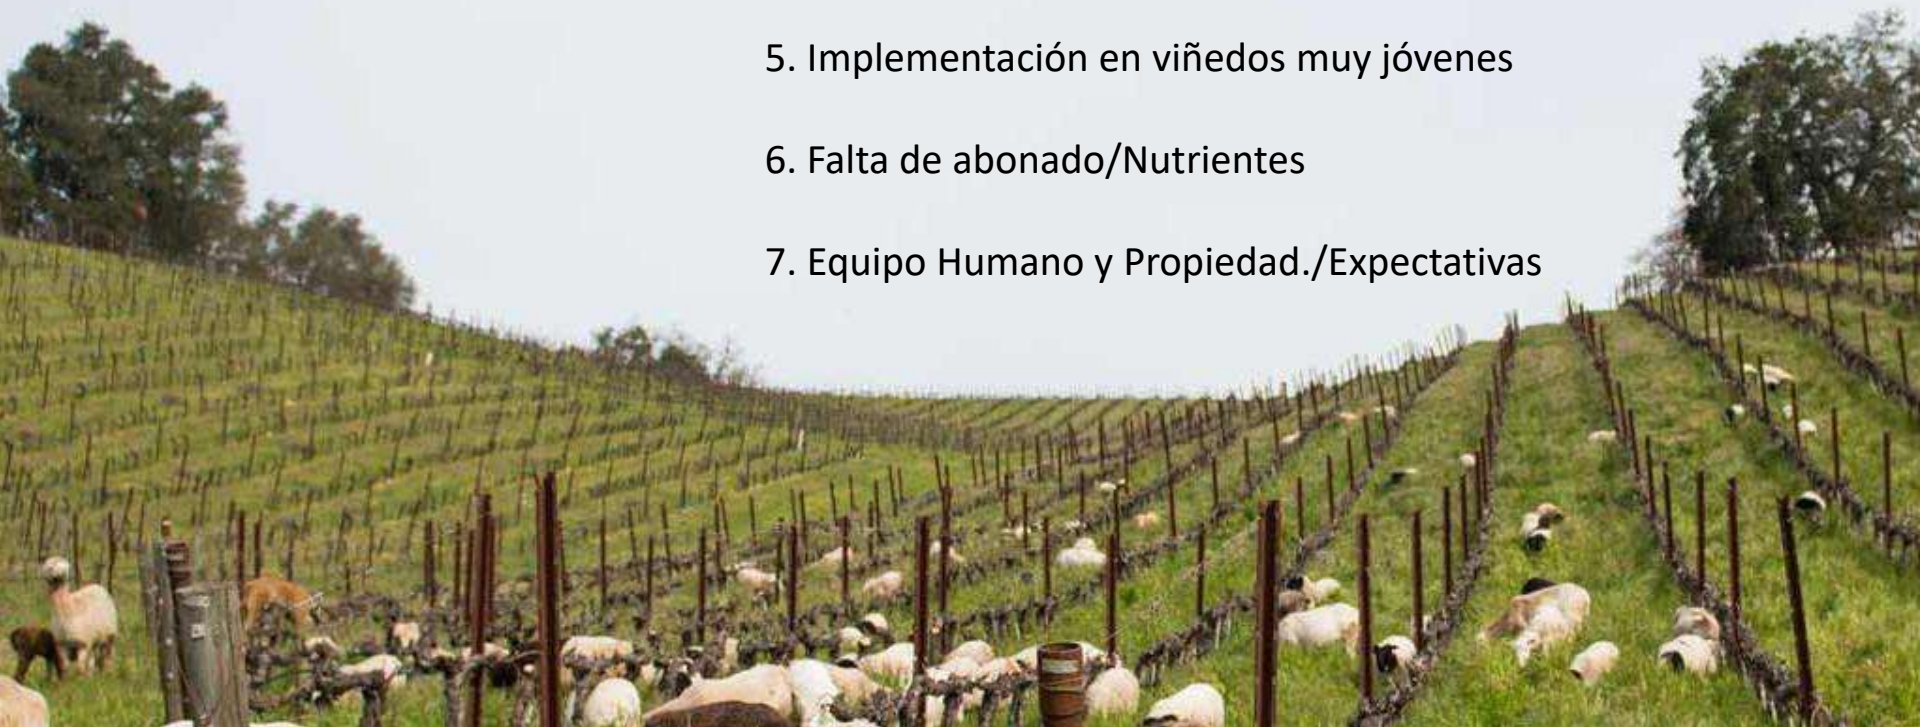 5. Implementación en viñedos muy jóvenes
6. Falta de abonado/Nutrientes
7. Equipo Humano y Propiedad./Expectativas